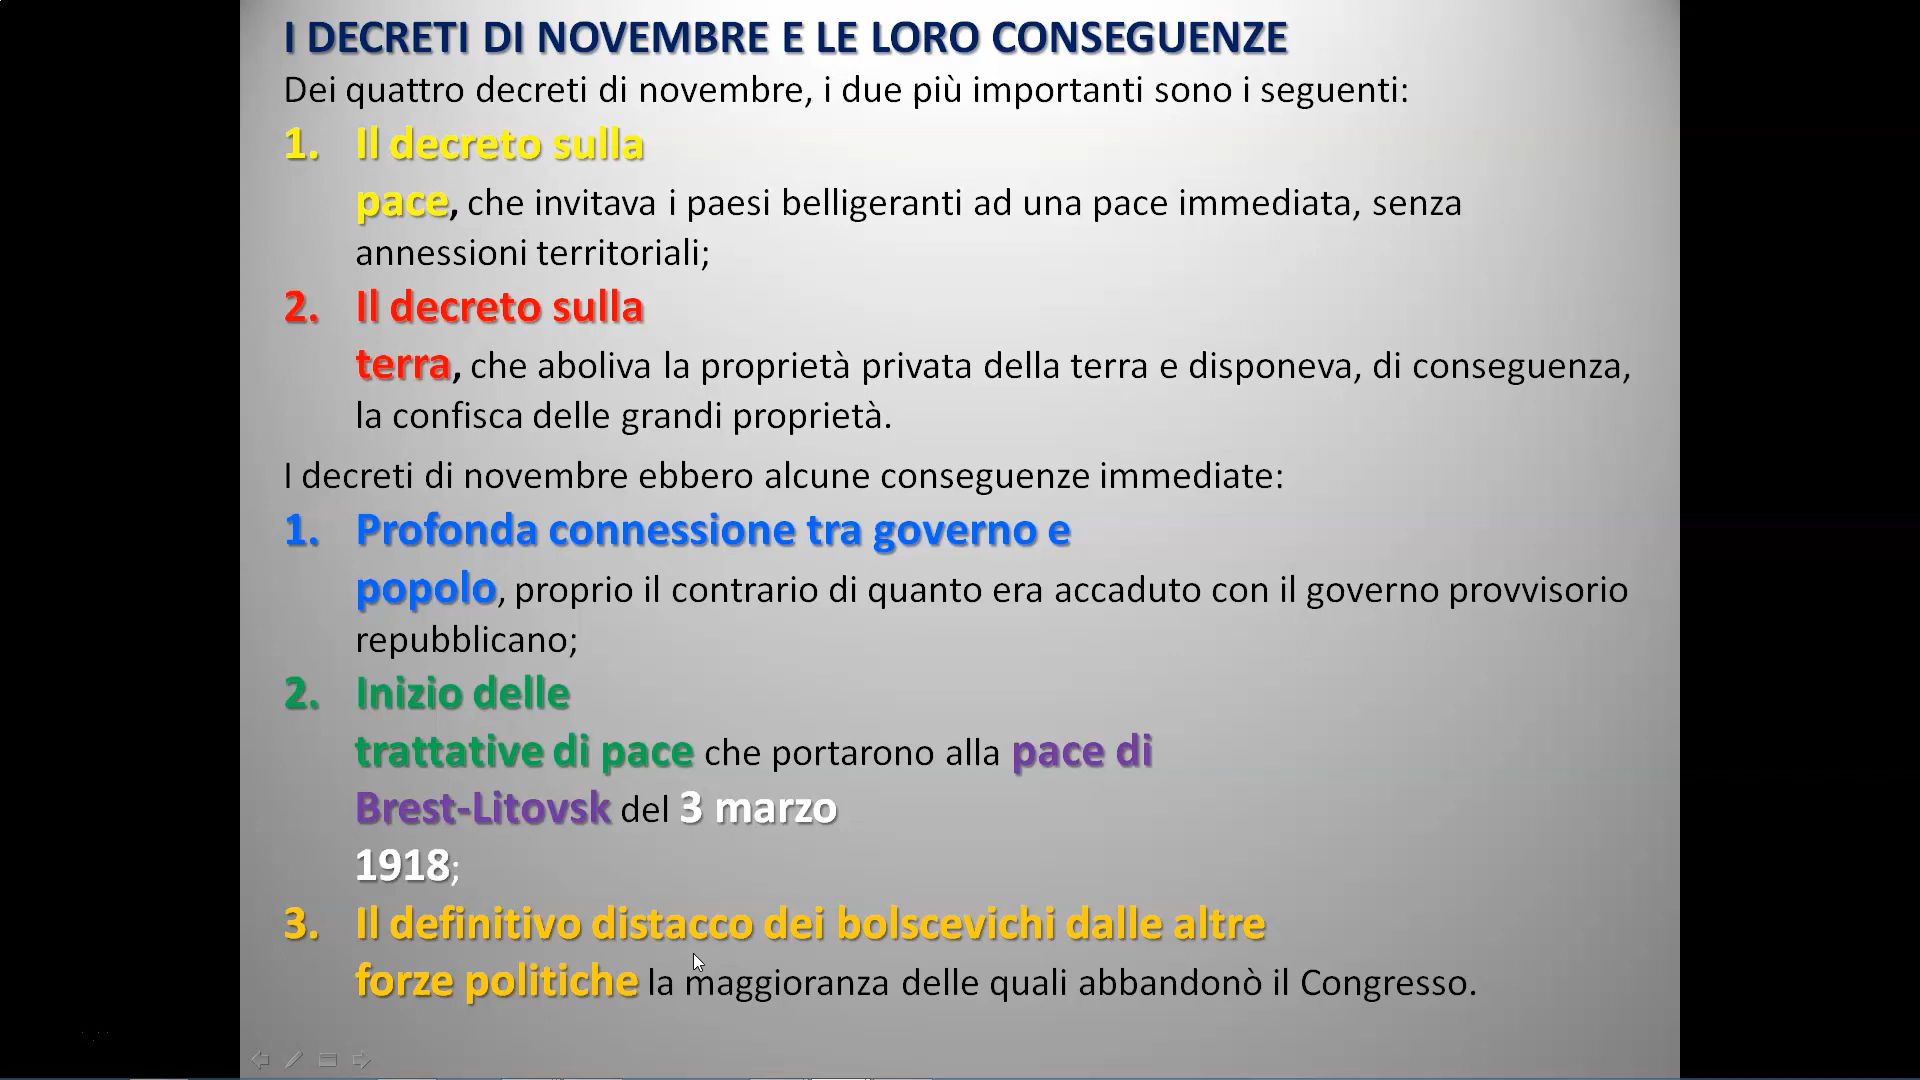 I DECRETI DI NOVEMBRE E LE LORO CONSEGUENZE
Dei quattro decreti di novembre, i due più importanti sono i seguenti:
1. Il decreto sulla
pace, che invitava i paesi belligeranti ad una pace immediata, senza
annessioni territoriali;
2. Il decreto sulla
terra, che aboliva la proprietà privata della terra e disponeva, di conseguenza,
la confisca delle grandi proprietà.
I decreti di novembre ebbero alcune conseguenze immediate:
1. Profonda connessione tra governo e
popolo, proprio il contrario di quanto era accaduto con il governo provvisorio
repubblicano;
2. Inizio delle
trattative di pace che portarono alla pace di
Brest-Litovsk del 3 marzo
1918;
3. Il definitivo distacco dei bolscevichi dalle altre
forze politiche la maggioranza delle quali abbandonò il Congresso.